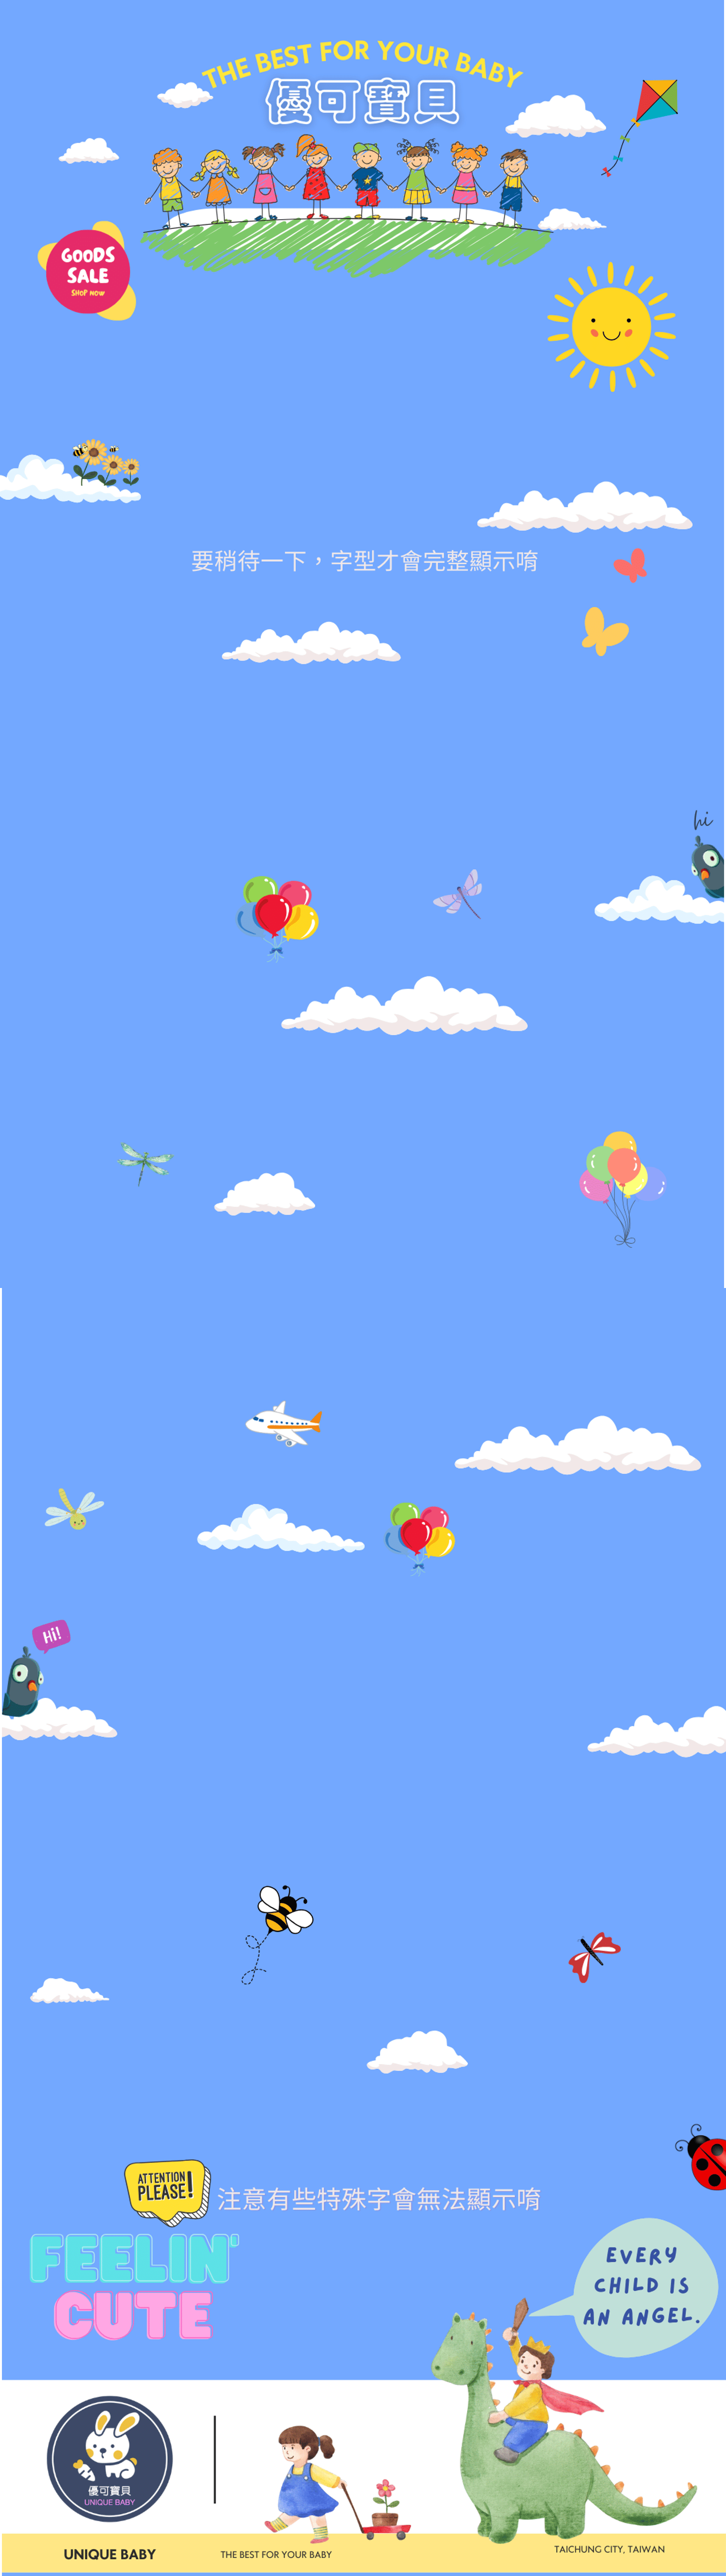 THE BEST FOR YOUR BABY
優可寶貝
GOODS
SALE
SHOP NOW
要稍待一下，字型才會完整顯示唷
hi
Hi!
ATTENTION
PLEASE!
注意有些特殊字會無法顯示唷
FEELIN'
CUTE
EVERY
CHILD IS
AN ANGEL.
優可寶貝
UNIQUE BABY
UNIQUE BABY
THE BEST FOR YOUR BABY
TAICHUNG CITY, TAIWAN